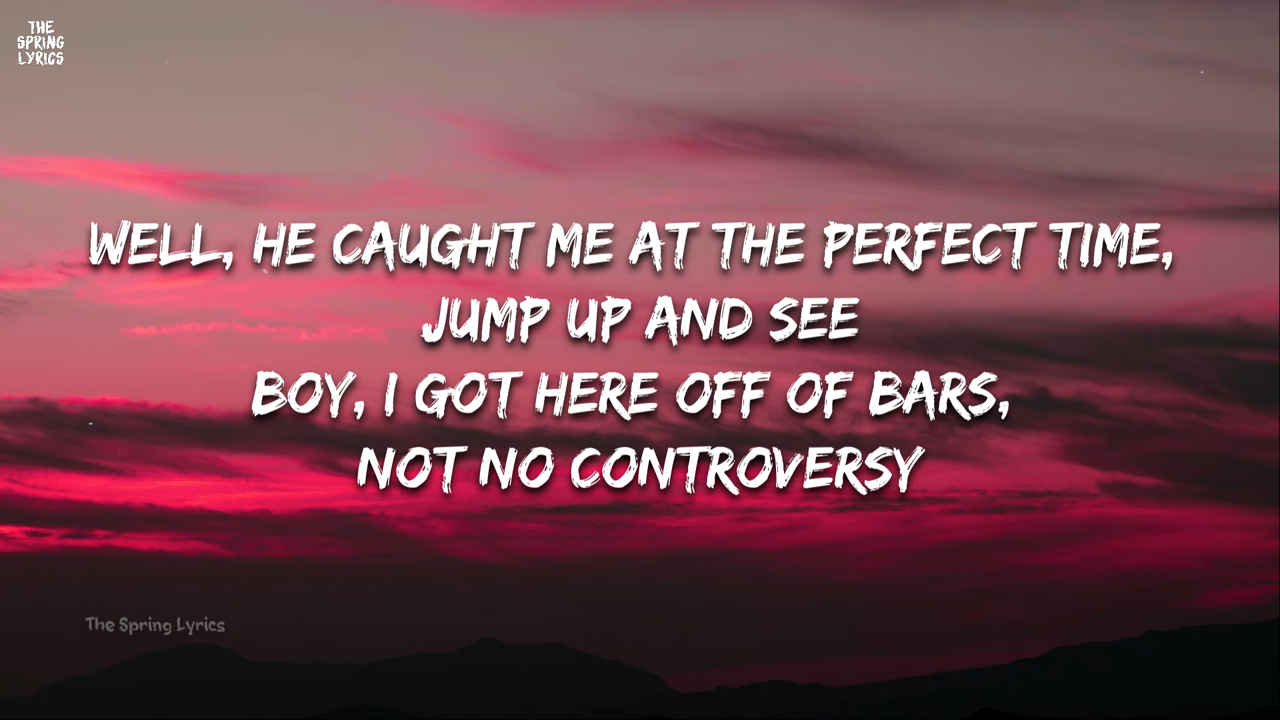 THE
SPRING
LYRICS
WELL, HE CAUGHT ME AT THE PERFECT TIME,
JUMP UP AND SEE
BOY, I GOT HERE OFF OF BARS,
NOT NO CONTROVERSY
The Spring Lyrics